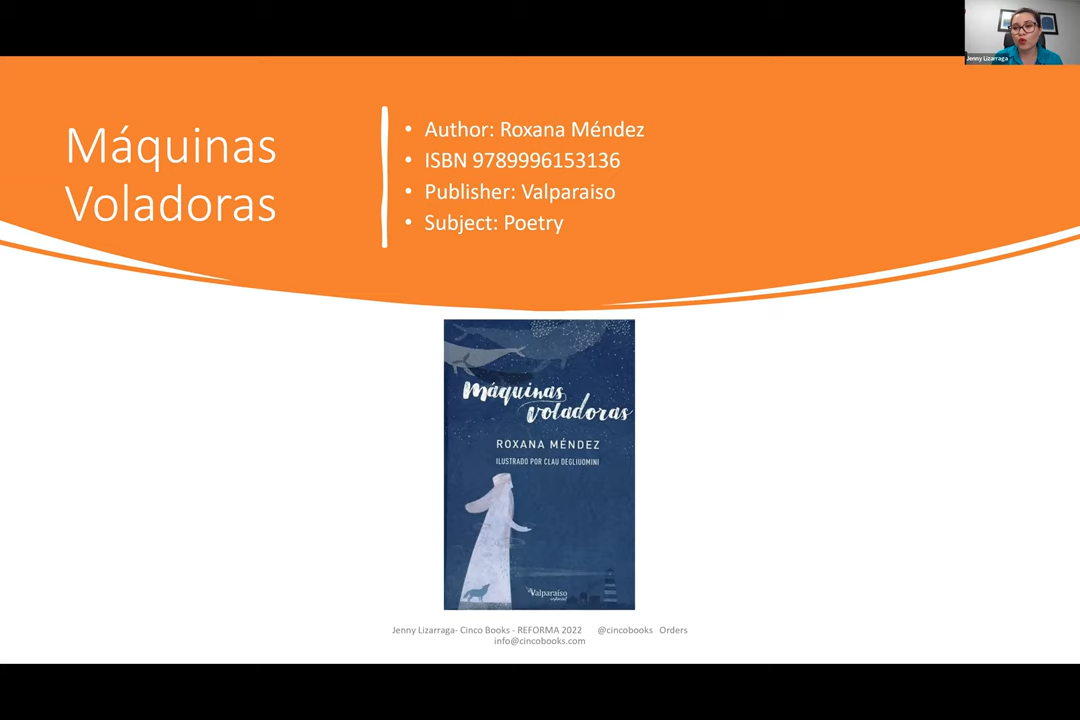 Jenny Lizarraga
Máquinas
Voladoras
• Author: Roxana Méndez
• ISBN 9789996153136
• Publisher: Valparaiso
• Subject: Poetry
Máquinas
voladoras
ROXANA MÉNDEZ
ILUSTRADO POR CLAU DEGLIUOMINI
Valparaíso
Jenny Lizarraga- Cinco Books - REFORMA 2022 @cincobooks Orders
info@cincobooks.com